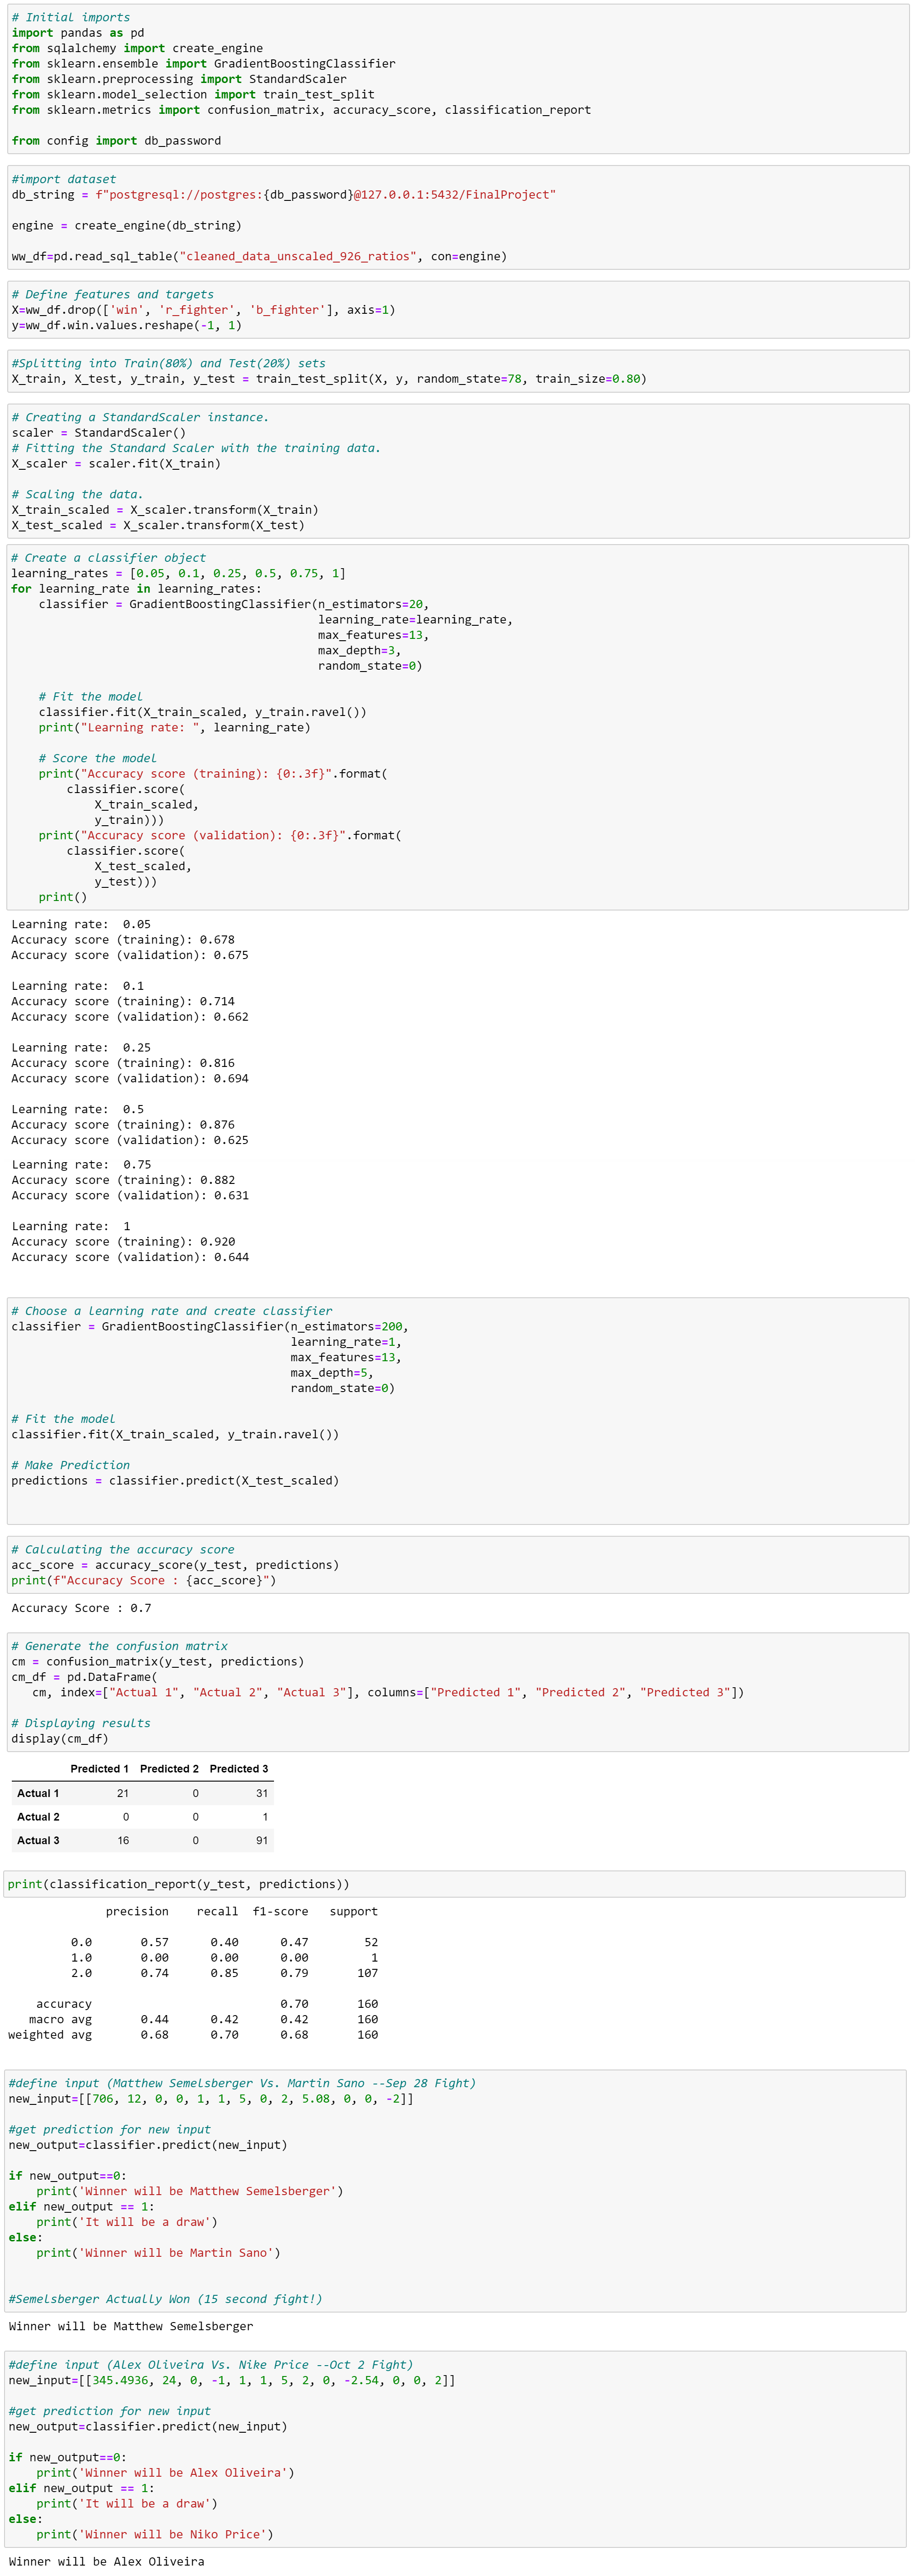 # Initial imports
import pandas as pd
from sqlalchemy import create_engine
from sklearn.ensemble import GradientBoostingClassifier
from sklearn.preprocessing import StandardScaler
from sklearn.model_selection import train_test_split
from sklearn.metrics import confusion_matrix, accuracy_score, classification_report

from config import db_password

#import dataset
db_string = f"postgresql://postgres:{db_password}@127.0.0.1:5432/FinalProject"

engine = create_engine(db_string)

ww_df=pd.read_sql_table("cleaned_data_unscaled_926_ratios", con=engine)

# Define features and targets
X=ww_df.drop(['win', 'r_fighter', 'b_fighter'], axis=1)
y=ww_df.win.values.reshape(-1, 1)

#Splitting into Train(80%) and Test(20%) sets
X_train, X_test, y_train, y_test = train_test_split(X, y, random_state=78, train_size=0.80)

# Creating a StandardScaler instance.
scaler = StandardScaler()
# Fitting the Standard Scaler with the training data.
X_scaler = scaler.fit(X_train)

# Scaling the data.
X_train_scaled = X_scaler.transform(X_train)
X_test_scaled = X_scaler.transform(X_test)

# Create a classifier object
learning_rates = [0.05, 0.1, 0.25, 0.5, 0.75, 1]
for learning_rate in learning_rates:
    classifier = GradientBoostingClassifier(n_estimators=20,
                                            learning_rate=learning_rate,
                                            max_features=13,
                                            max_depth=3,
                                            random_state=0)

    # Fit the model
    classifier.fit(X_train_scaled, y_train.ravel())
    print("Learning rate: ", learning_rate)

    # Score the model
    print("Accuracy score (training): {0:.3f}".format(
        classifier.score(
            X_train_scaled,
            y_train)))
    print("Accuracy score (validation): {0:.3f}".format(
        classifier.score(
            X_test_scaled,
            y_test)))
    print()

Learning rate:  0.05
Accuracy score (training): 0.678
Accuracy score (validation): 0.675

Learning rate:  0.1
Accuracy score (training): 0.714
Accuracy score (validation): 0.662

Learning rate:  0.25
Accuracy score (training): 0.816
Accuracy score (validation): 0.694

Learning rate:  0.5
Accuracy score (training): 0.876
Accuracy score (validation): 0.625

Learning rate:  0.75
Accuracy score (training): 0.882
Accuracy score (validation): 0.631

Learning rate:  1
Accuracy score (training): 0.920
Accuracy score (validation): 0.644

# Choose a learning rate and create classifier
classifier = GradientBoostingClassifier(n_estimators=200,
                                        learning_rate=1,
                                        max_features=13,
                                        max_depth=5,
                                        random_state=0)

# Fit the model
classifier.fit(X_train_scaled, y_train.ravel())

# Make Prediction
predictions = classifier.predict(X_test_scaled)

# Calculating the accuracy score
acc_score = accuracy_score(y_test, predictions)
print(f"Accuracy Score : {acc_score}")

Accuracy Score : 0.7

# Generate the confusion matrix
cm = confusion_matrix(y_test, predictions)
cm_df = pd.DataFrame(
   cm, index=["Actual 1", "Actual 2", "Actual 3"], columns=["Predicted 1", "Predicted 2", "Predicted 3"])

# Displaying results
display(cm_df)

Predicted 1 Predicted 2 Predicted 3
Actual 1 21 0 31
Actual 2 0 0 1
Actual 3 16 0 91

print(classification_report(y_test, predictions))

              precision    recall  f1-score   support

         0.0       0.57      0.40      0.47        52
         1.0       0.00      0.00      0.00         1
         2.0       0.74      0.85      0.79       107

    accuracy                           0.70       160
   macro avg       0.44      0.42      0.42       160
weighted avg       0.68      0.70      0.68       160

#define input (Matthew Semelsberger Vs. Martin Sano --Sep 28 Fight)
new_input=[[706, 12, 0, 0, 1, 1, 5, 0, 2, 5.08, 0, 0, -2]]

#get prediction for new input
new_output=classifier.predict(new_input)

if new_output==0:
    print('Winner will be Matthew Semelsberger')
elif new_output == 1:
    print('It will be a draw')
else:
    print('Winner will be Martin Sano')

#Semelsberger Actually Won (15 second fight!)

Winner will be Matthew Semelsberger

#define input (Alex Oliveira Vs. Nike Price --Oct 2 Fight)
new_input=[[345.4936, 24, 0, -1, 1, 1, 5, 2, 0, -2.54, 0, 0, 2]]

#get prediction for new input
new_output=classifier.predict(new_input)

if new_output==0:
    print('Winner will be Alex Oliveira')
elif new_output == 1:
    print('It will be a draw')
else:
    print('Winner will be Niko Price')

Winner will be Alex Oliveira